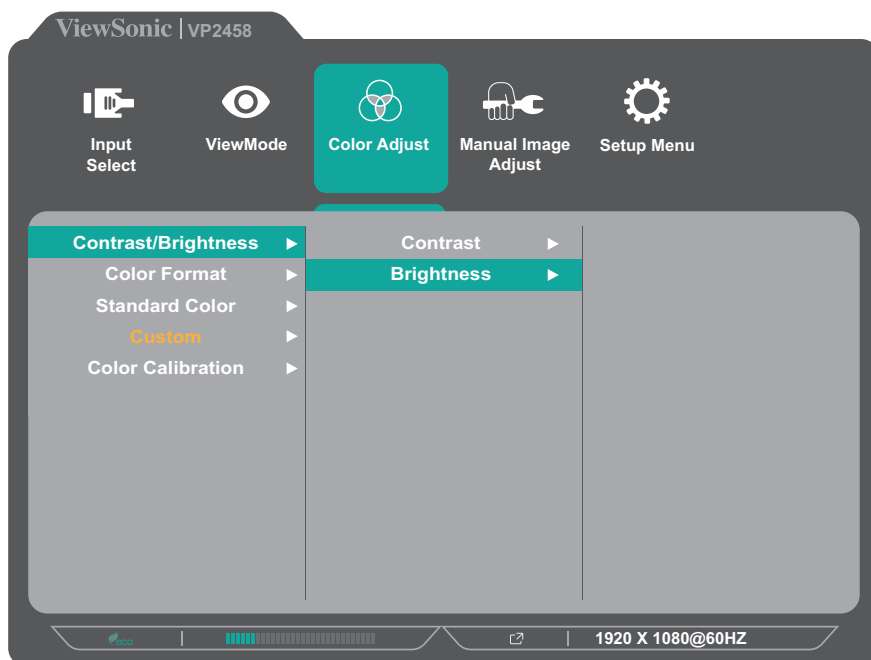 ViewSonic | VP2458
Input Select
ViewMode
Color Adjust
Manual Image Adjust
Setup Menu
Contrast/Brightness
Contrast
Color Format
Brightness
Standard Color
Custom
Color Calibration
eco
1920 X 1080@60HZ